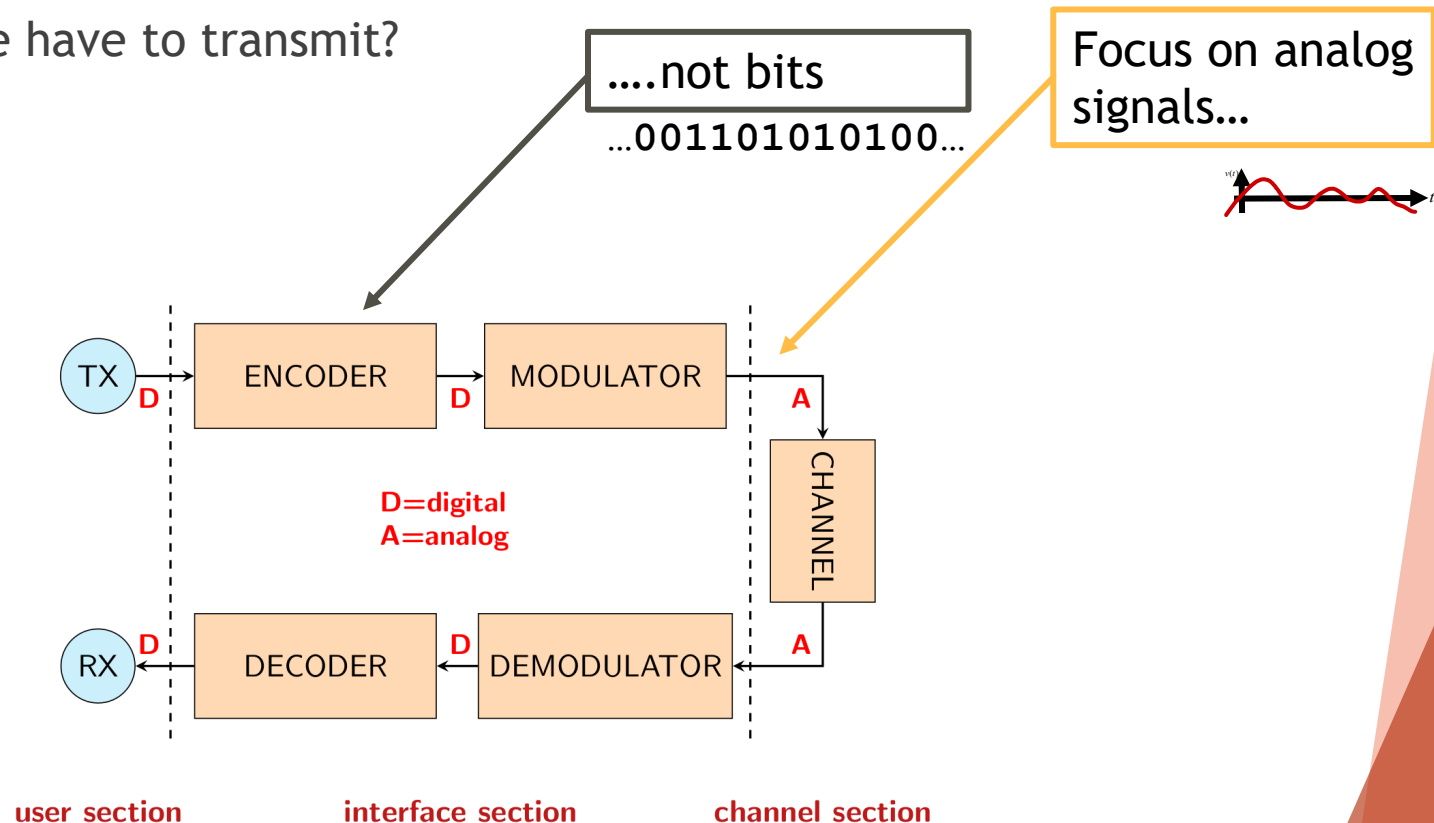 e have to transmit?
....not bits
...001101010100...
Focus on analog
signals...
v(t)
t
TX
D
ENCODER
D
MODULATOR
A
CHANNEL
D=digital
A=analog
RX
D
DECODER
D
DEMODULATOR
A
user section
interface section
channel section